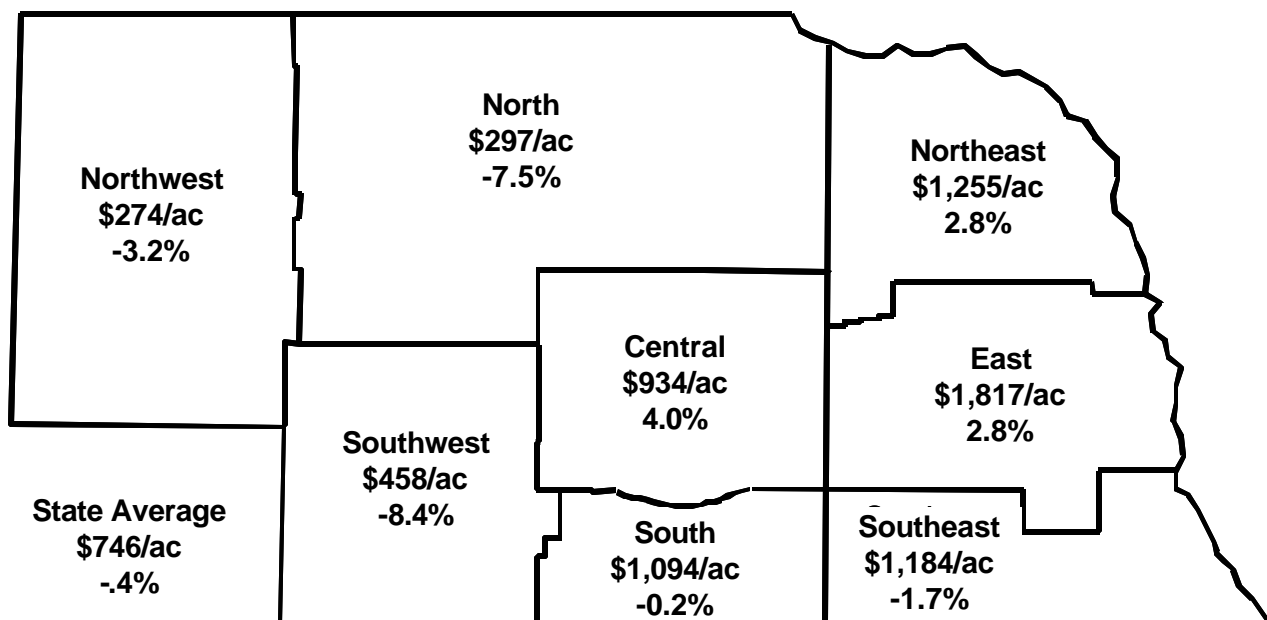 North
$297/ac
-7.5%
Northeast
$1,255/ac
2.8%
Northwest
$274/ac
-3.2%
Central
$934/ac
4.0%
East
$1,817/ac
2.8%
Southwest
$458/ac
-8.4%
State Average
$746/ac
-.4%
South
$1,094/ac
-0.2%
Southeast
$1,184/ac
-1.7%